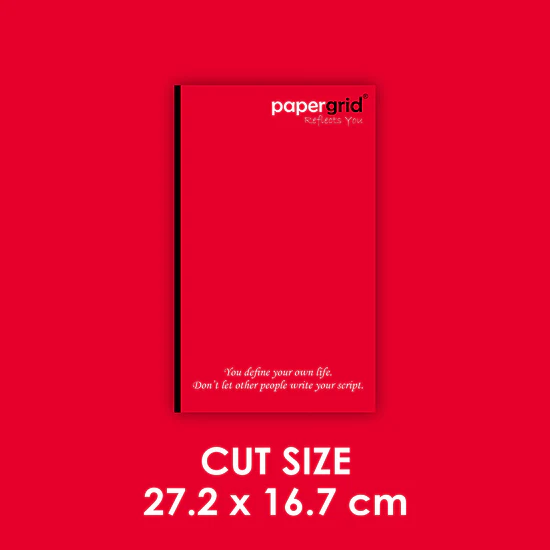 papergrid®
Reflects You
You define your own life.
Don't let other people write your script.
CUT SIZE
27.2 x 16.7 cm